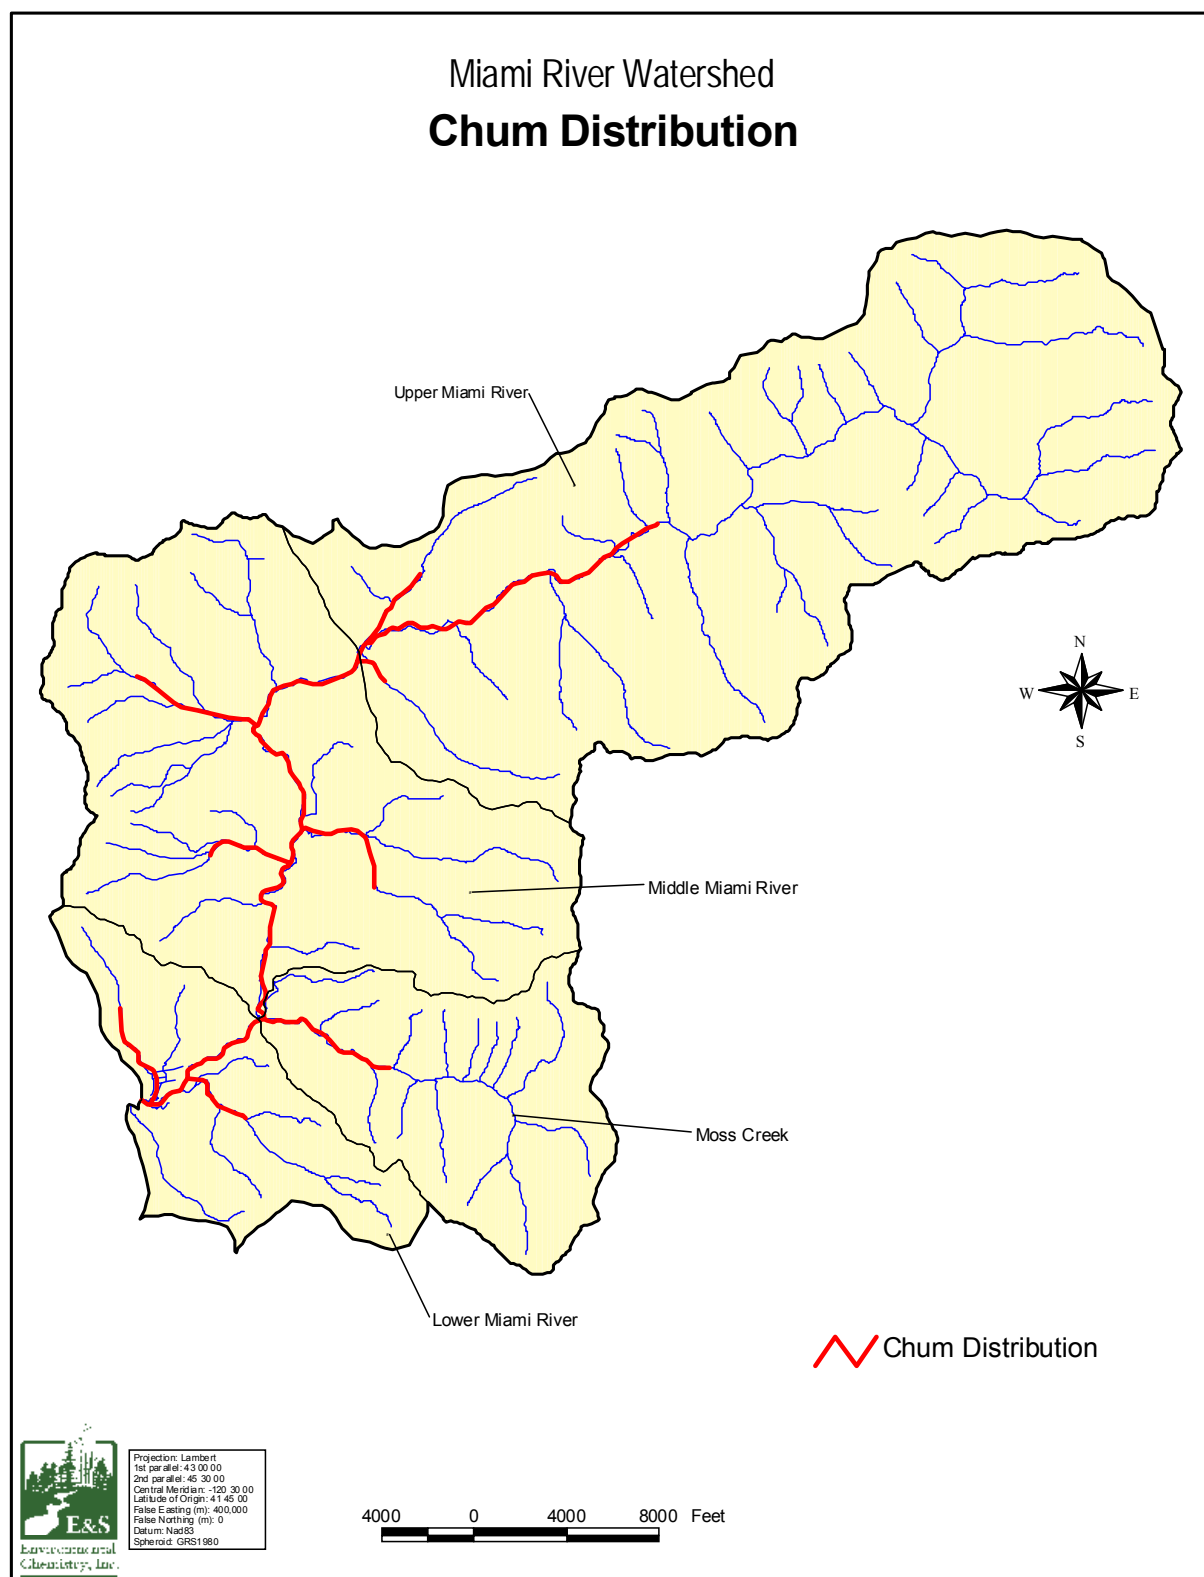 Miami River Watershed
Chum Distribution
Upper Miami River
N
W
E
S
Middle Miami River
Moss Creek
Lower Miami River
Chum Distribution
E&S
Environmental
Chemistry, Inc.
Projection: Lambert
1st parallel: 43 00 00
2nd parallel: 45 30 00
Central Meridian: -120 30 00
Latitude of Origin: 41 45 00
False Easting (m): 400,000
False Northing (m): 0
Datum: Nad83
Spheroid: GRS1980
4000 0 4000 8000 Feet